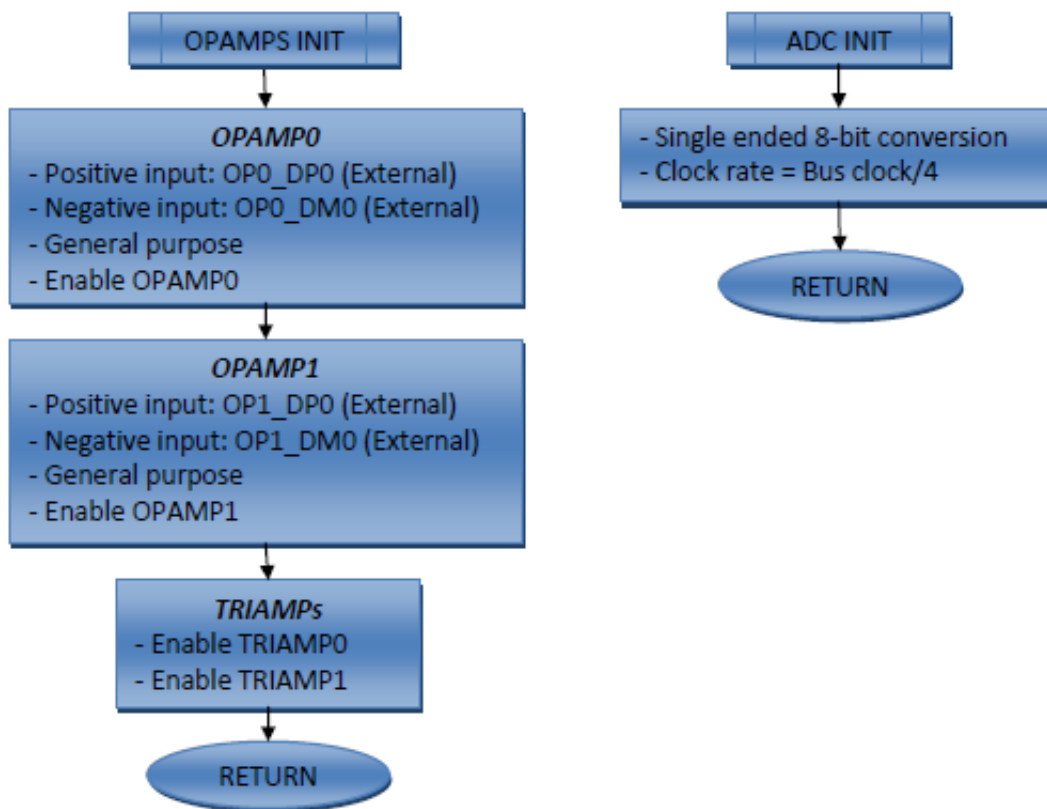 OPAMPS INIT
OPAMP0
- Positive input: OP0_DP0 (External)
- Negative input: OP0_DM0 (External)
- General purpose
- Enable OPAMP0
OPAMP1
- Positive input: OP1_DP0 (External)
- Negative input: OP1_DM0 (External)
- General purpose
- Enable OPAMP1
TRIAMPs
- Enable TRIAMP0
- Enable TRIAMP1
RETURN
ADC INIT
- Single ended 8-bit conversion
- Clock rate = Bus clock/4
RETURN